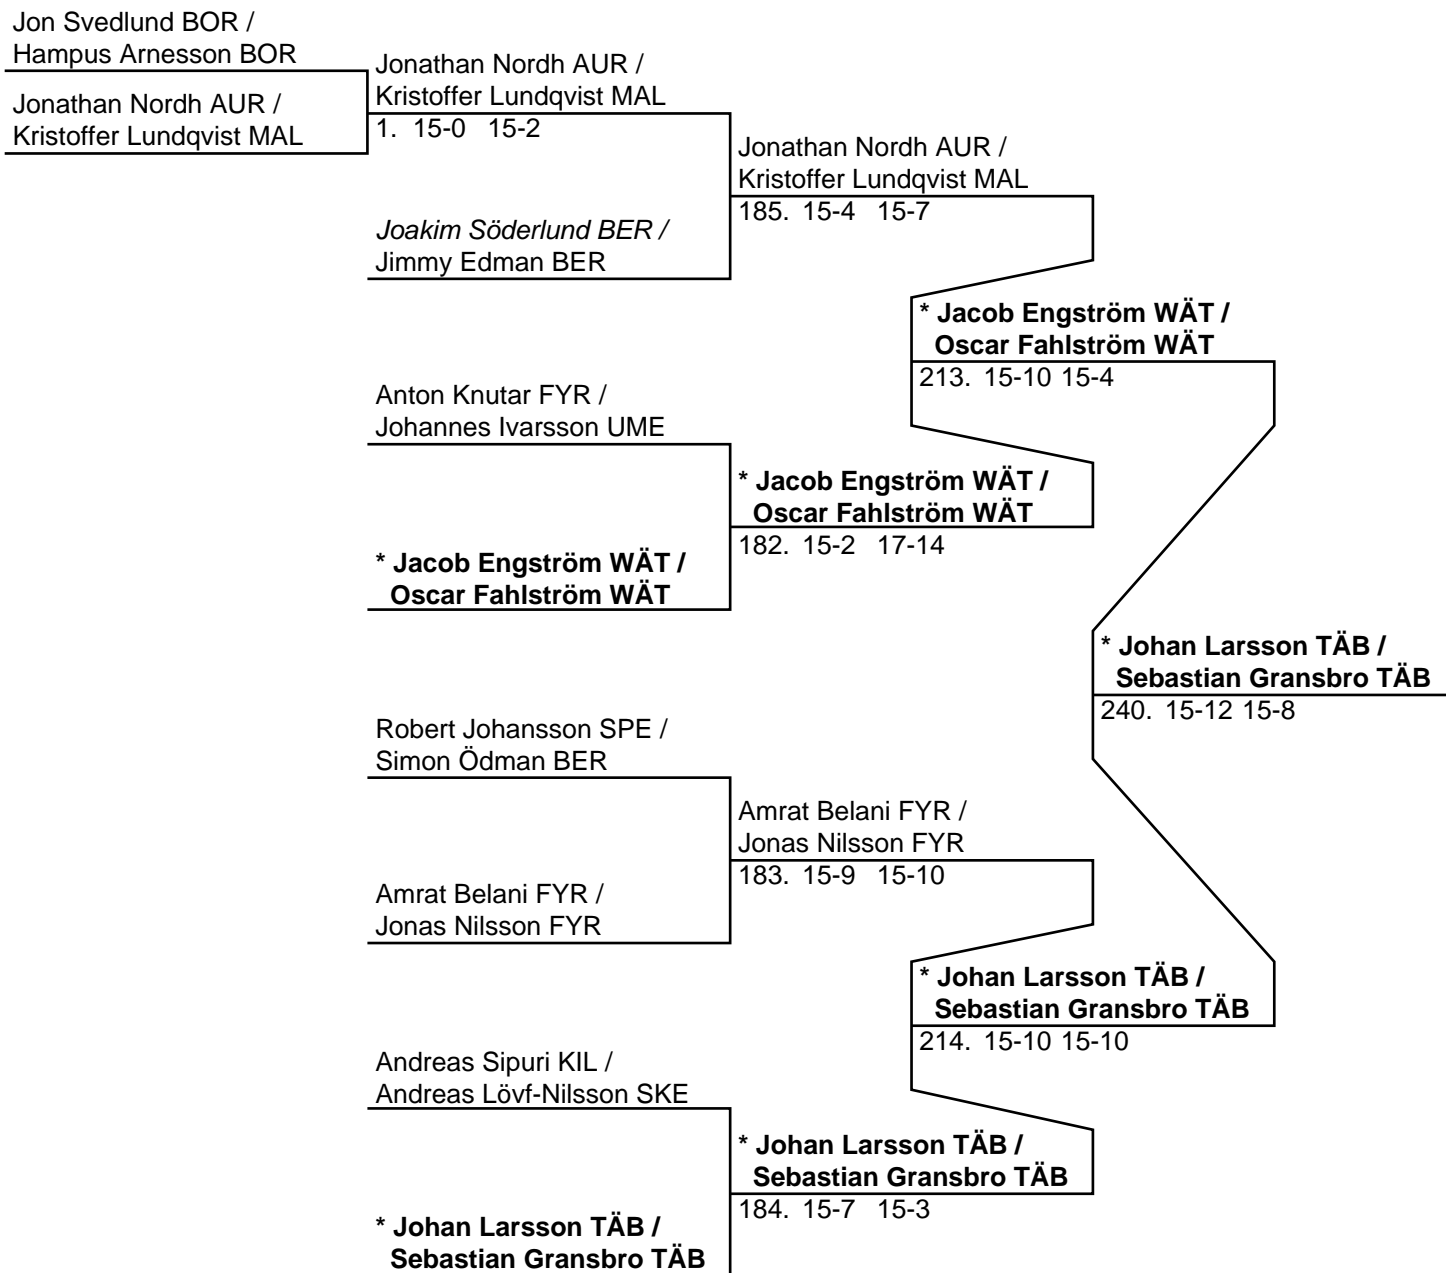 Jon Svedlund BOR /
Hampus Arnesson BOR
Jonathan Nordh AUR /
Kristoffer Lundqvist MAL
Jonathan Nordh AUR /
Kristoffer Lundqvist MAL
1. 15-0 15-2
Joakim Söderlund BER /
Jimmy Edman BER
Jonathan Nordh AUR /
Kristoffer Lundqvist MAL
185. 15-4 15-7
Anton Knutar FYR /
Johannes Ivarsson UME
* Jacob Engström WÄT /
Oscar Fahlström WÄT
* Jacob Engström WÄT /
Oscar Fahlström WÄT
182. 15-2 17-14
* Jacob Engström WÄT /
Oscar Fahlström WÄT
213. 15-10 15-4
Robert Johansson SPE /
Simon Ödman BER
Amrat Belani FYR /
Jonas Nilsson FYR
Amrat Belani FYR /
Jonas Nilsson FYR
183. 15-9 15-10
Andreas Sipuri KIL /
Andreas Lövf-Nilsson SKE
* Johan Larsson TÄB /
Sebastian Gransbro TÄB
* Johan Larsson TÄB /
Sebastian Gransbro TÄB
184. 15-7 15-3
* Johan Larsson TÄB /
Sebastian Gransbro TÄB
214. 15-10 15-10
* Johan Larsson TÄB /
Sebastian Gransbro TÄB
240. 15-12 15-8